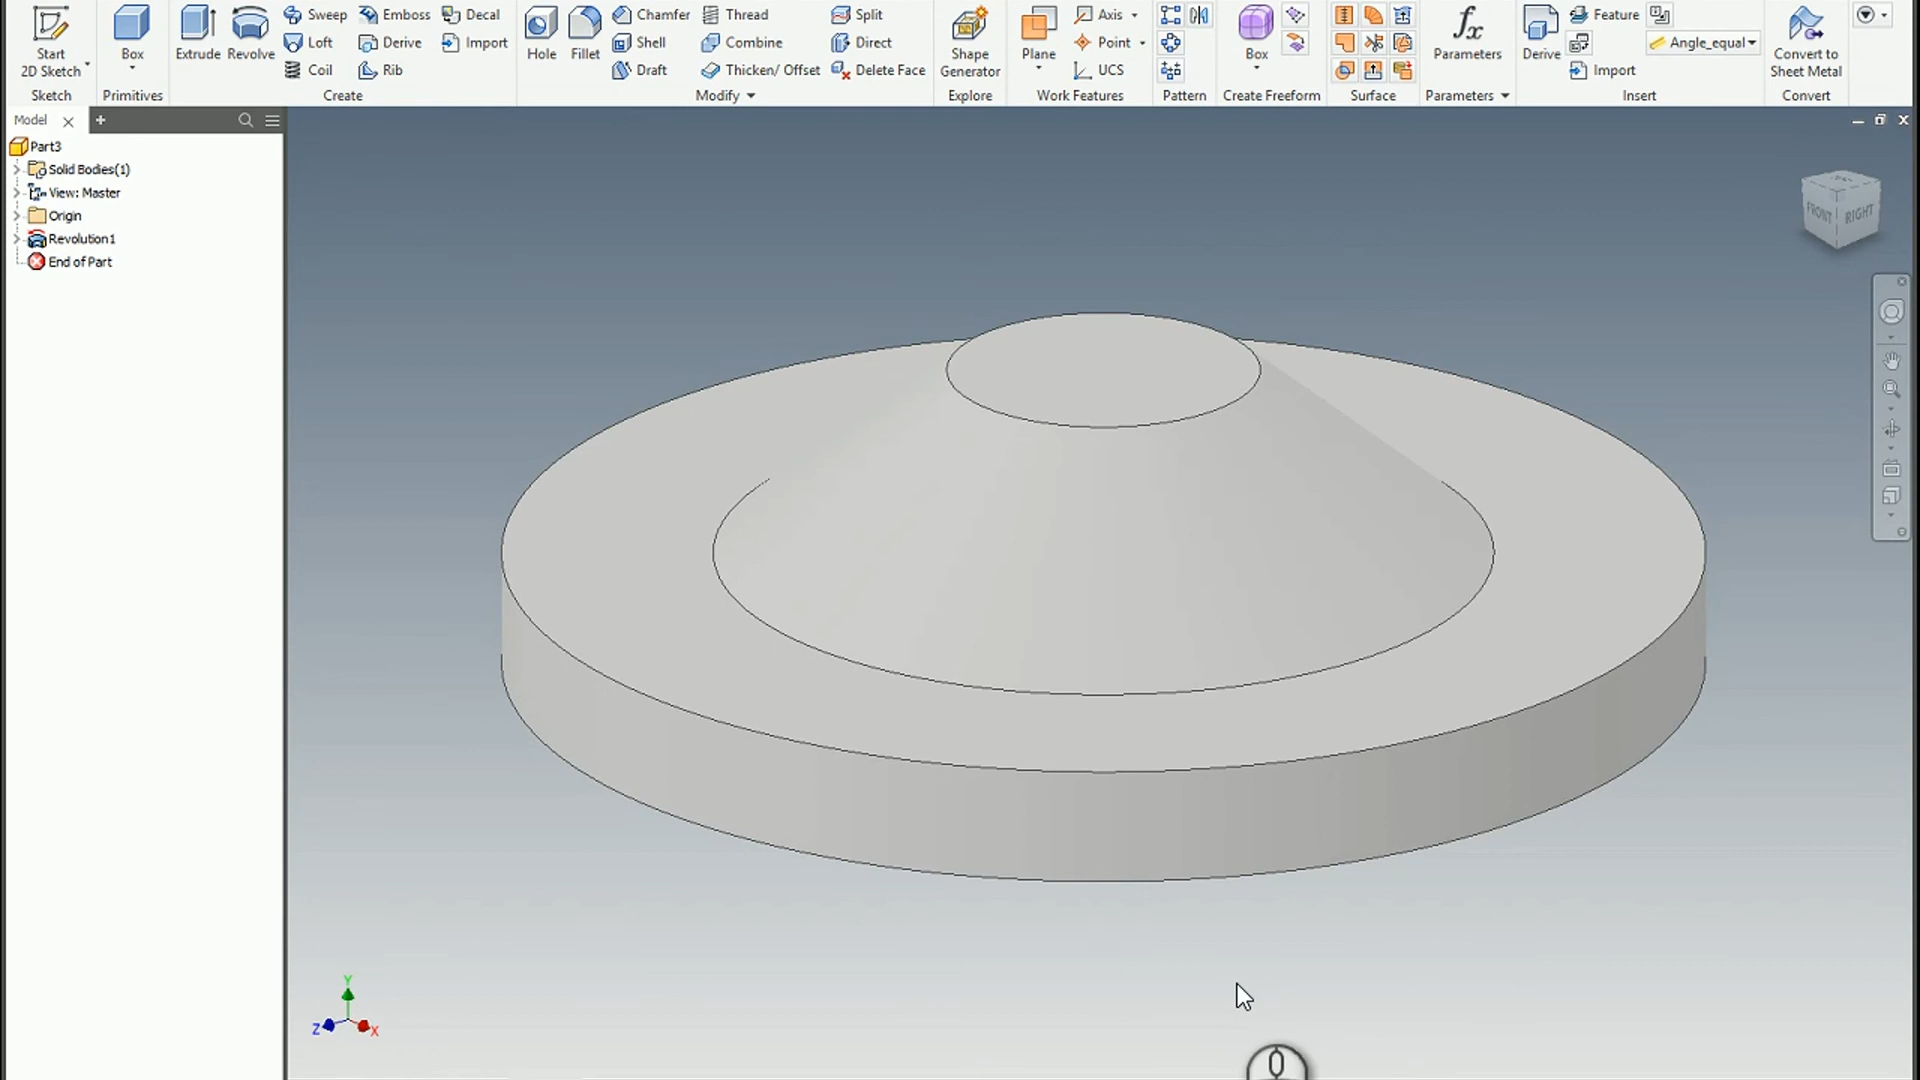 Start
2D Sketch
Sketch
Box
Primitives
Extrude
Revolve
Sweep
Emboss
Decal
Loft
Derive
Import
Coil
Rib
Create
Hole
Fillet
Chamfer
Thread
Split
Shell
Combine
Direct
Draft
Thicken/ Offset
Delete Face
Modify
Shape
Generator
Explore
Plane
Axis
Point
UCS
Work Features
Pattern
Box
Create Freeform
Surface
fx
Parameters
Parameters
Derive
Feature
Angle_equal
Import
Insert
Convert to
Sheet Metal
Convert
Model
Part3
Solid Bodies(1)
View: Master
Origin
Revolution1
End of Part
FRONT
RIGHT
Y
Z
X